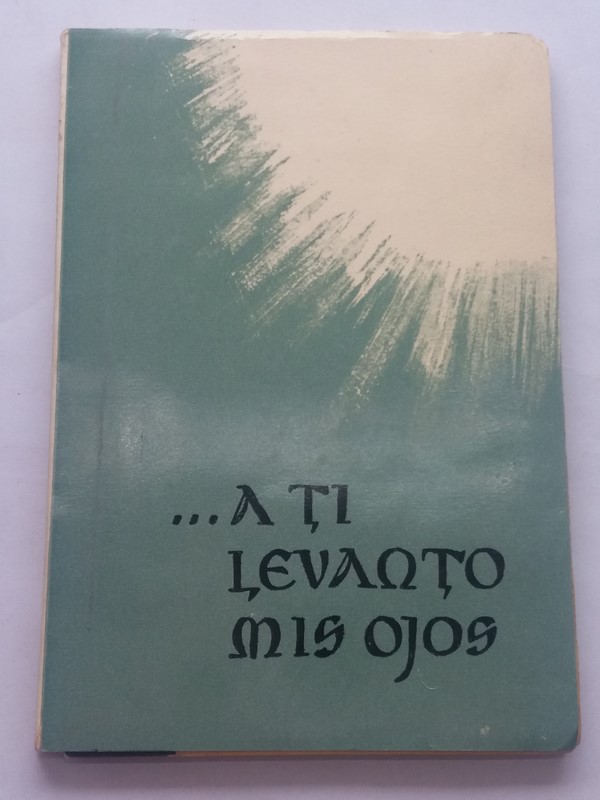 ...A TI
LEVANTO
MIS OJOS